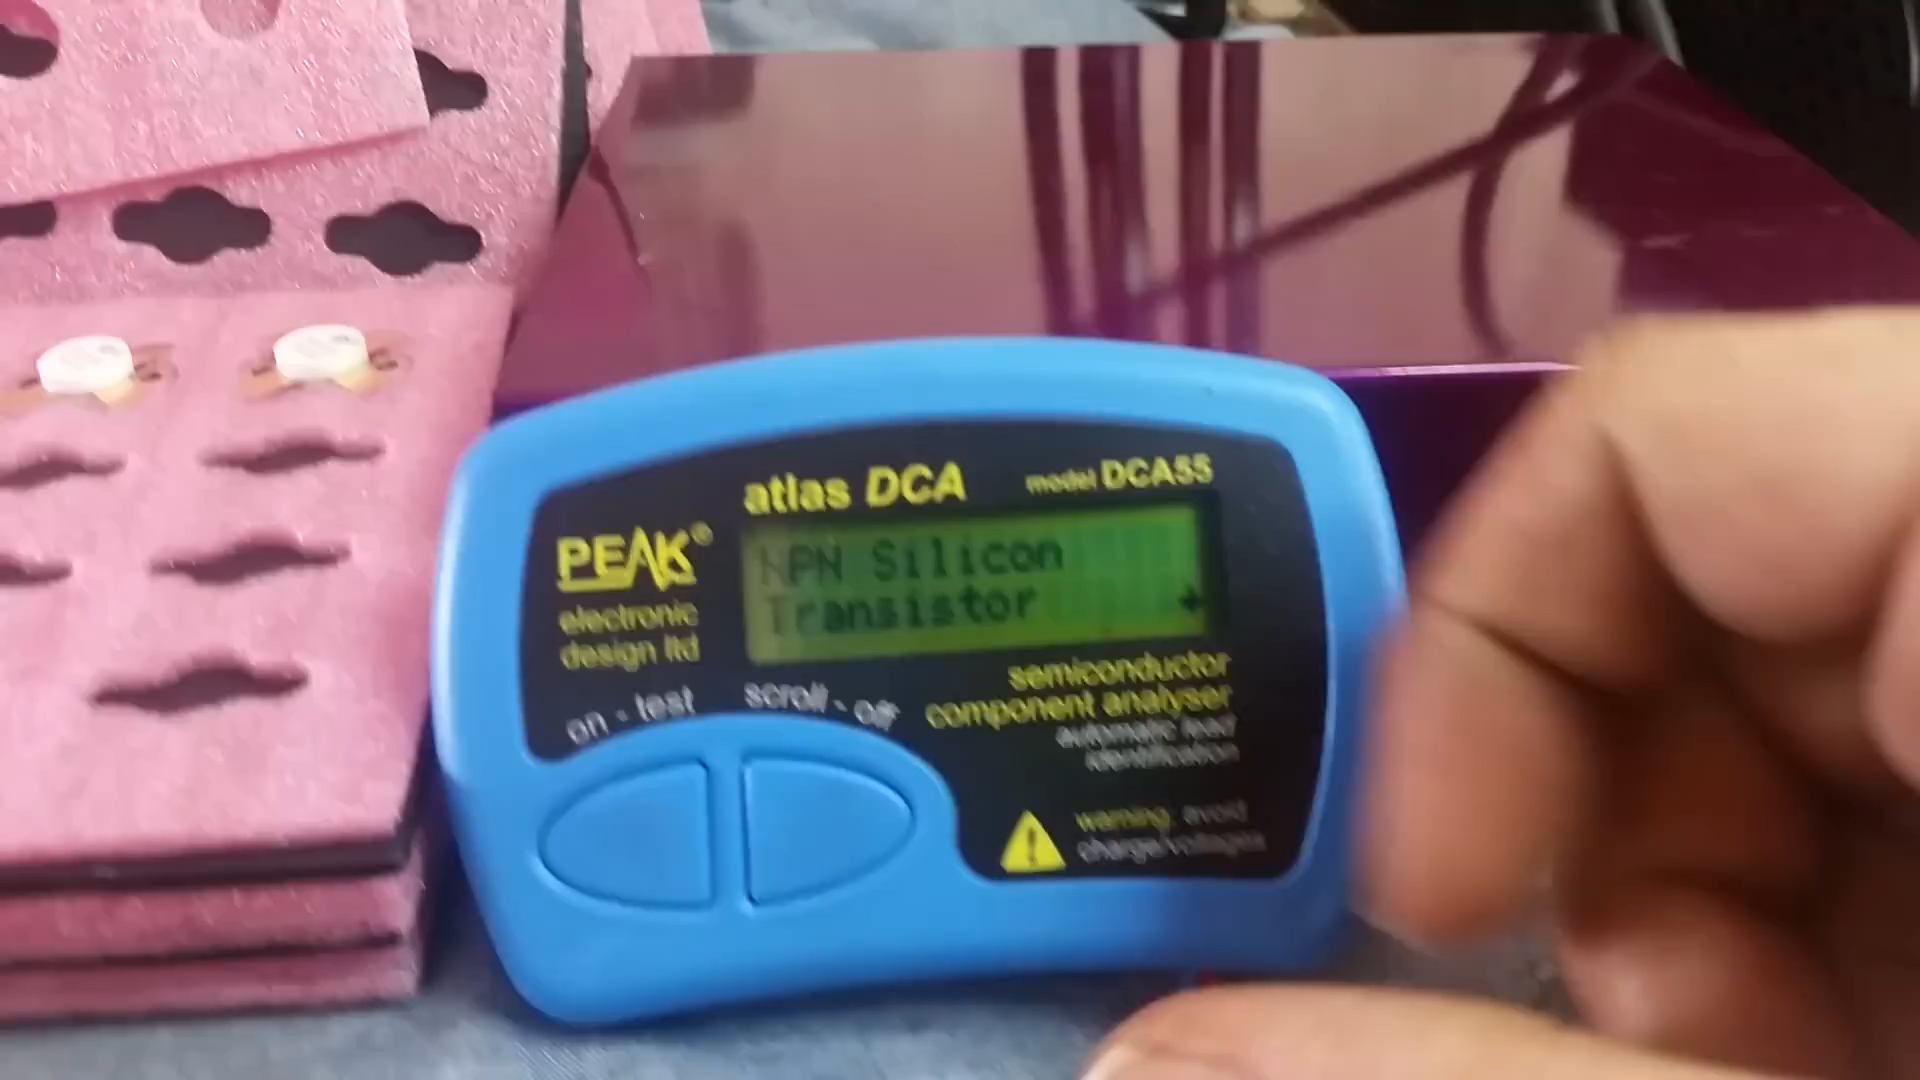 atlas DCA model DCA55
PEAK®
electronic
design ltd
NPN Silicon
Transistor
on - test
scroll - off
semiconductor
component analyser
automatic lead
identification
warning, avoid
charge/voltages